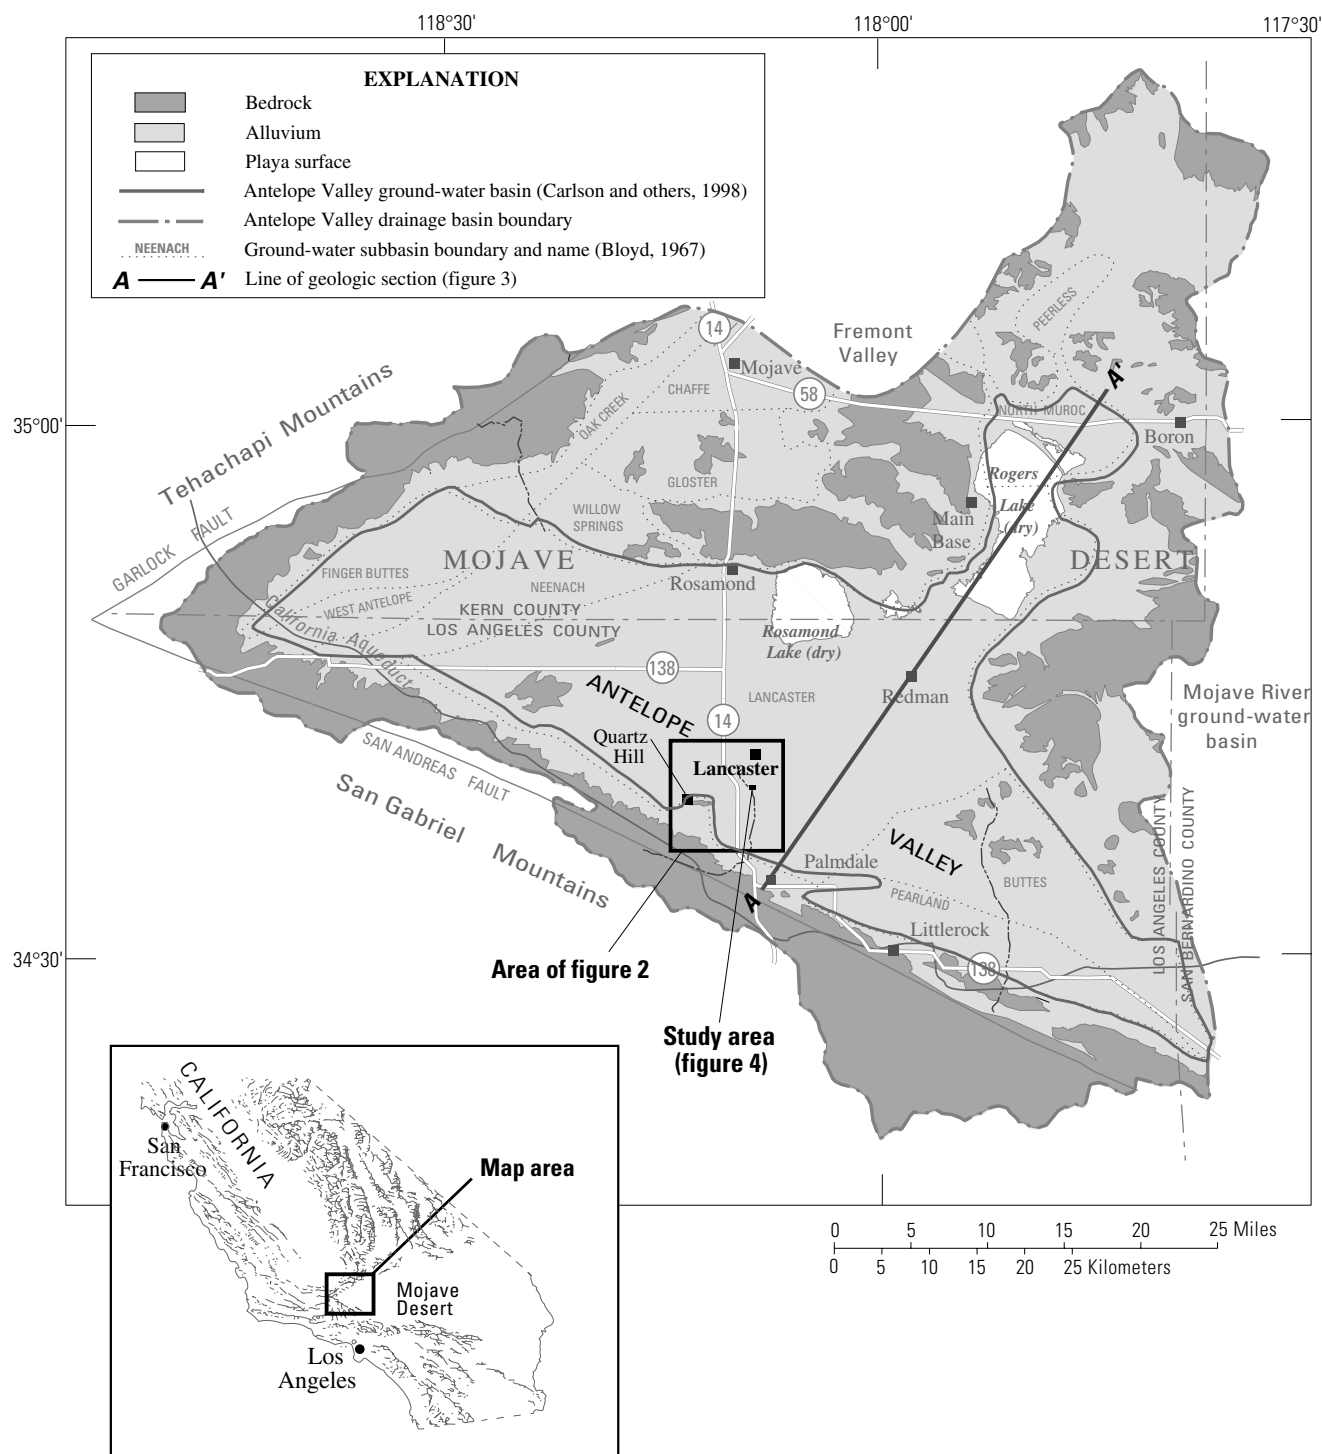 118°30'
118°00'
117°30'
EXPLANATION
Bedrock
Alluvium
Playa surface
Antelope Valley ground-water basin (Carlson and others, 1998)
Antelope Valley drainage basin boundary
NEENACH
Ground-water subbasin boundary and name (Bloyd, 1967)
A A'
Line of geologic section (figure 3)
14
Fremont
Valley
PEERLESS
Mojave
Tehachapi Mountains
CHAFFE
58
A'
OAK CREEK
NORTH MUROC
35°00'
Boron
Rogers
Lake
(dry)
GLOSTER
WILLOW
SPRINGS
Main
Base
GARLOCK FAULT
MOJAVE
DESERT
FINGER BUTTES
Rosamond
NEENACH
WEST ANTELOPE
KERN COUNTY
LOS ANGELES COUNTY
California Aqueduct
Rosamond
Lake (dry)
138
ANTELOPE
LANCASTER
Redman
Mojave River
ground-water
basin
14
Quartz
Hill
SAN ANDREAS FAULT
Lancaster
San Gabriel Mountains
LOS ANGELES COUNTY
SAN BERNARDINO COUNTY
VALLEY
Palmdale
BUTTES
PEARLAND
A
Littlerock
34°30'
Area of figure 2
138
Study area
(figure 4)
CALIFORNIA
San
Francisco
Map area
Mojave
Desert
Los
Angeles
0 5 10 15 20 25 Miles
0 5 10 15 20 25 Kilometers